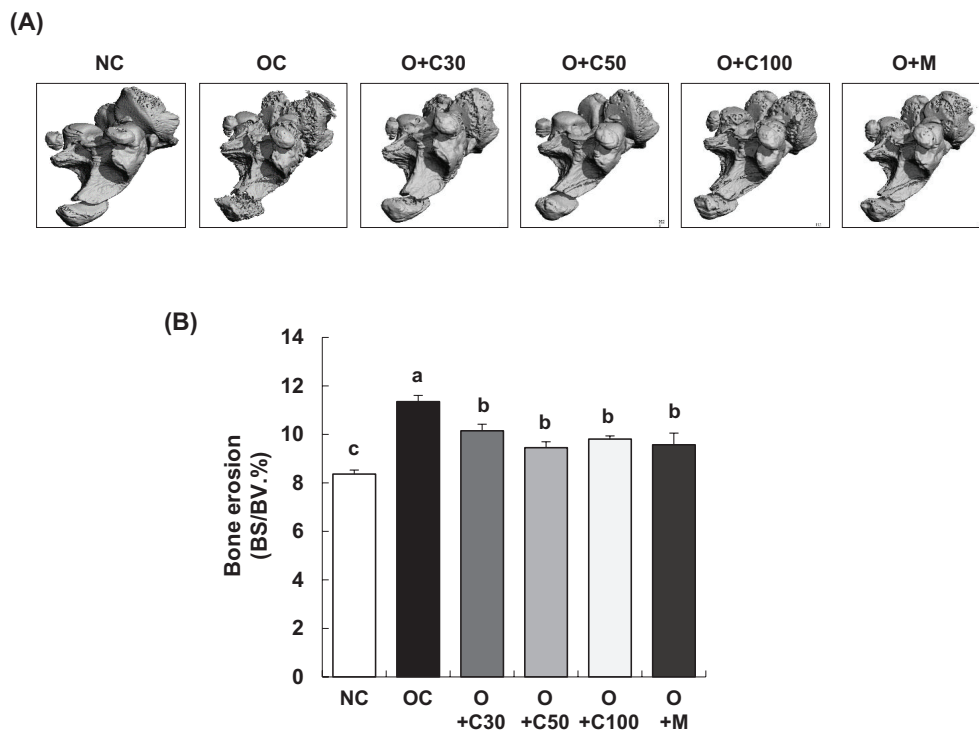 (A)
NC OC O+C30 O+C50 O+C100 O+M
(B)
14
12
10
8
6
4
2
0
Bone erosion
(BS/BV.%)
c a b b b b
NC OC O O O O
+C30 +C50 +C100 +M